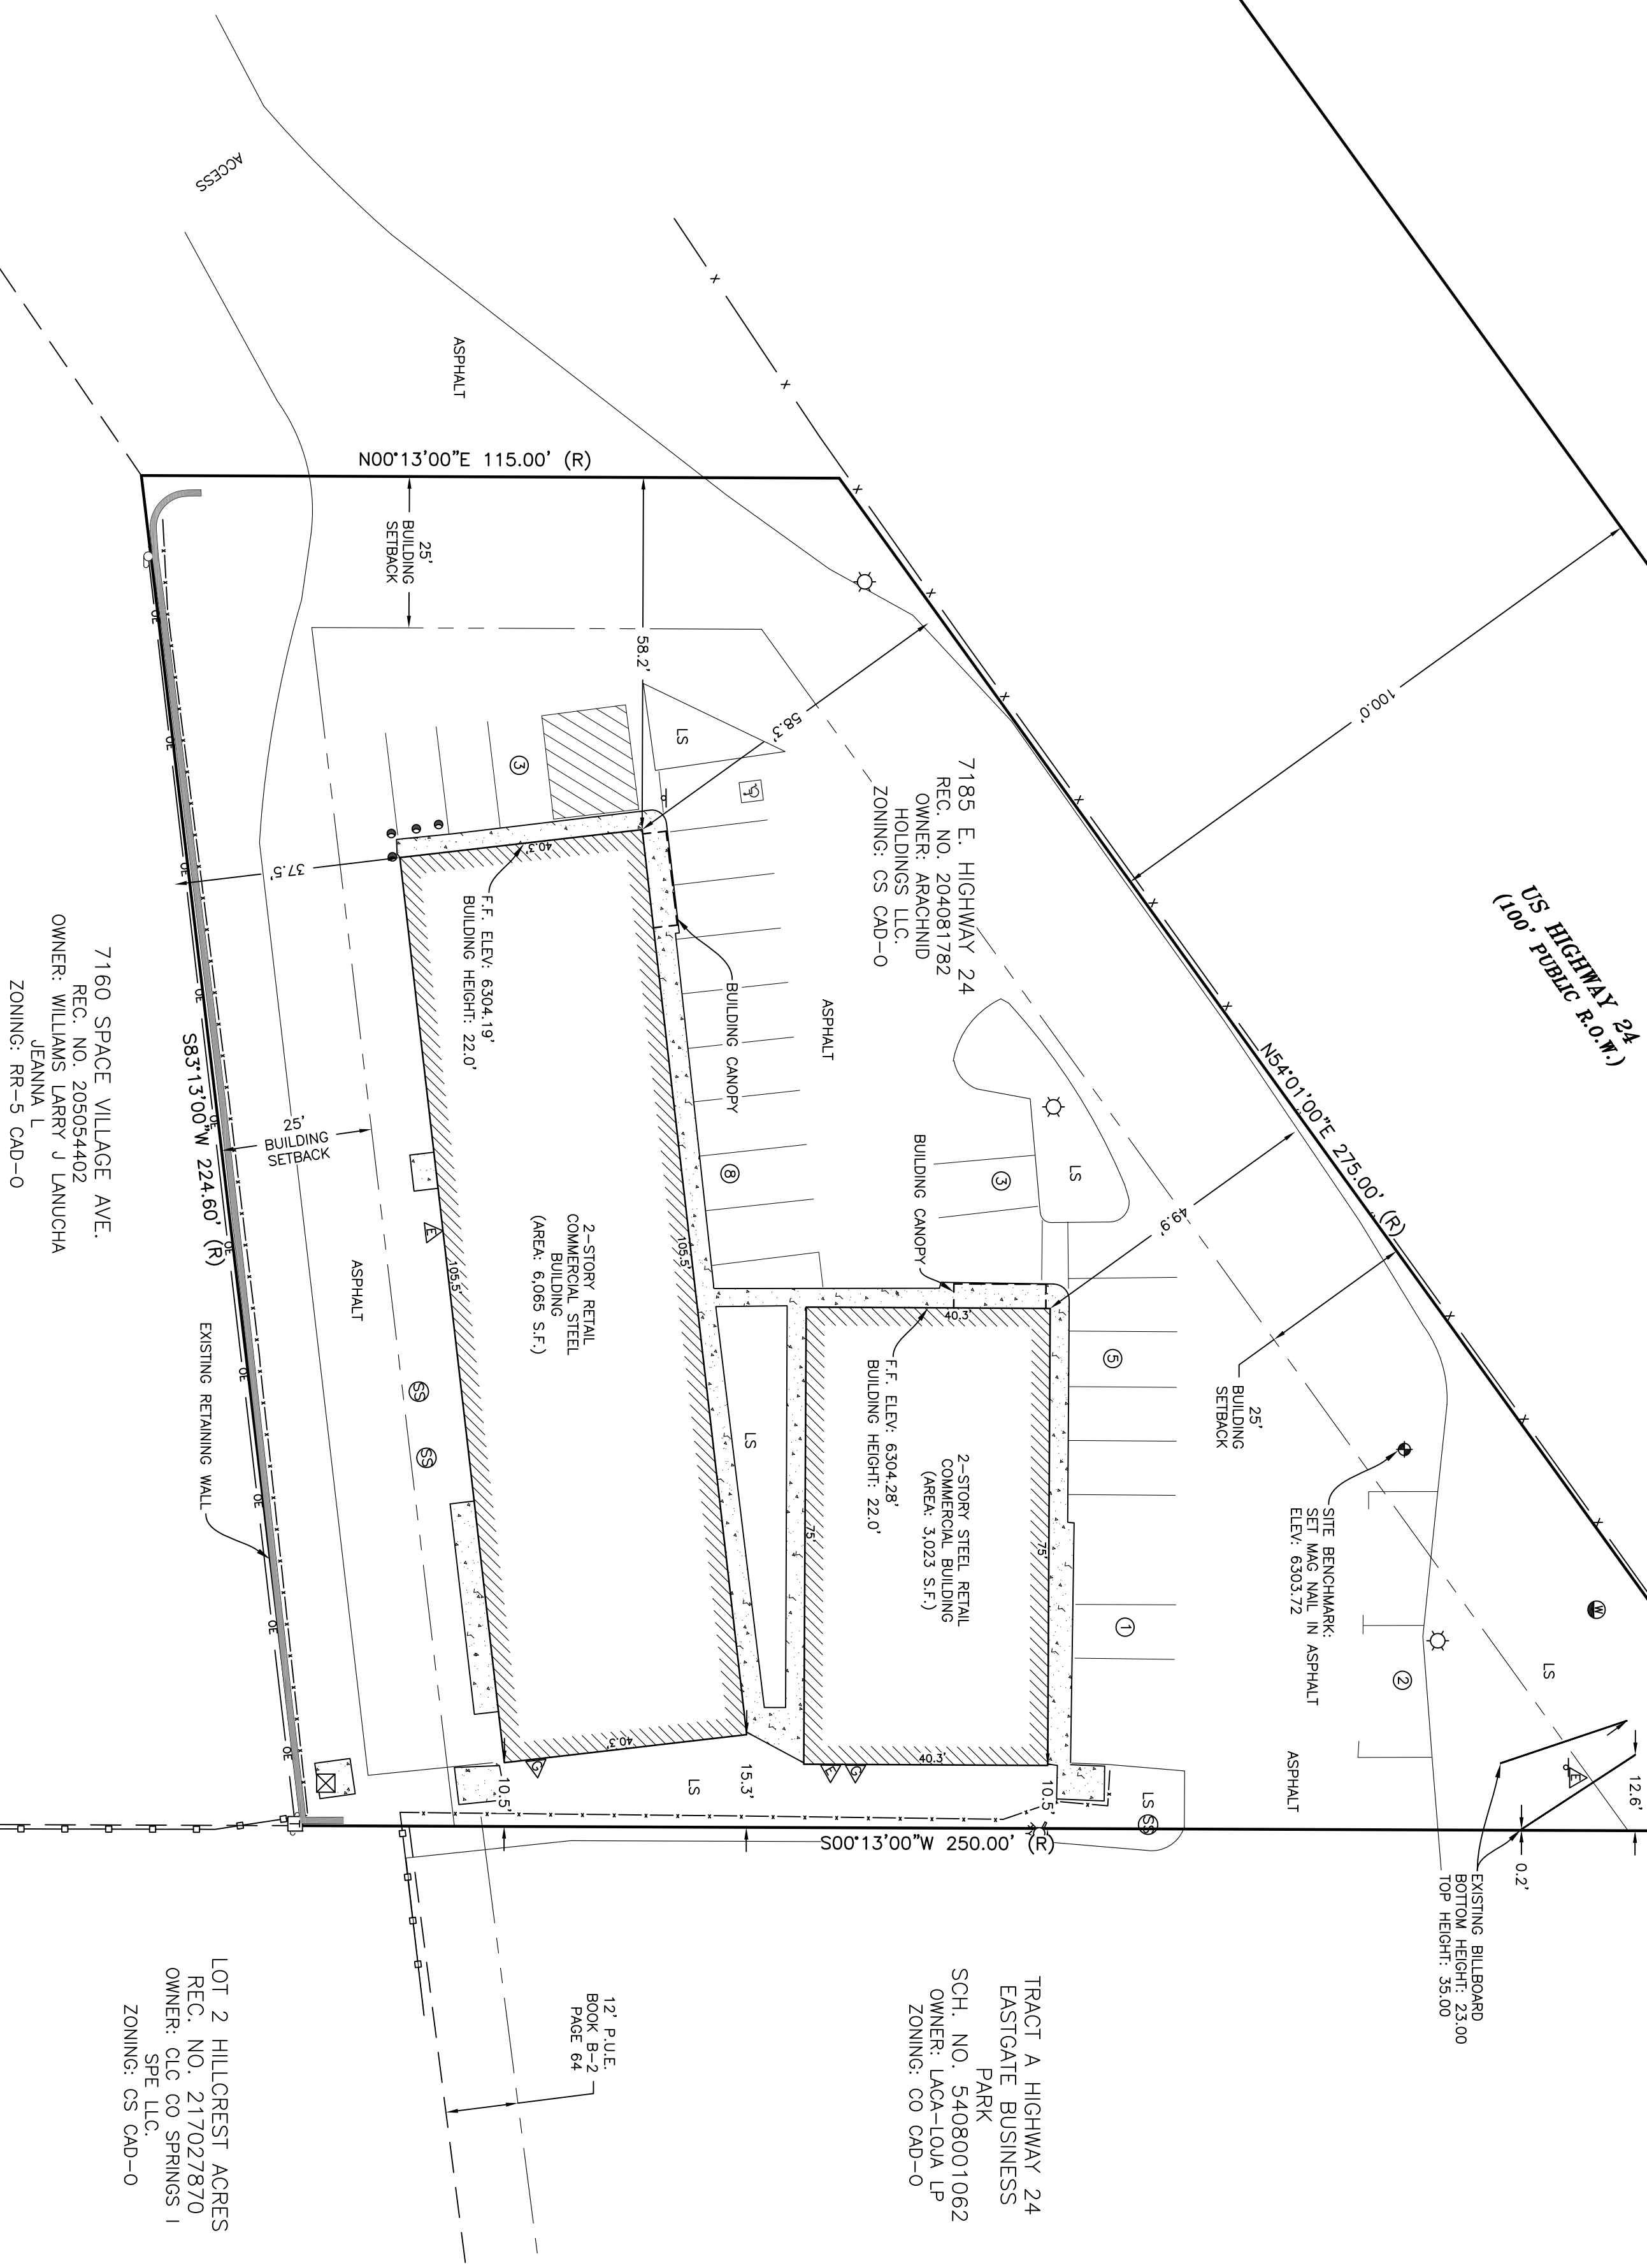 US HIGHWAY 24
(100' PUBLIC R.O.W.)
100.0'
ACCESS
ASPHALT
N00°13'00"E 115.00' (R)
25'
BUILDING
SETBACK
58.2'
58.3'
LS
3
7185 E. HIGHWAY 24
REC. NO. 204081782
OWNER: ARACHNID
HOLDINGS LLC.
ZONING: CS CAD-O
N54°01'00"E 275.00' (R)
49.9'
25'
BUILDING
SETBACK
ASPHALT
BUILDING CANOPY
BUILDING CANOPY
LS
3
8
5
1
2
40.3'
F.F. ELEV: 6304.19'
BUILDING HEIGHT: 22.0'
37.5'
105.5'
105.5'
2-STORY RETAIL
COMMERCIAL STEEL
BUILDING
(AREA: 6,065 S.F.)
40.3'
E
SS
SS
G
40.3'
F.F. ELEV: 6304.28'
BUILDING HEIGHT: 22.0'
75'
75'
2-STORY STEEL RETAIL
COMMERCIAL BUILDING
(AREA: 3,023 S.F.)
40.3'
E
G
LS
SITE BENCHMARK:
SET MAG NAIL IN ASPHALT
ELEV: 6303.72
W
LS
ASPHALT
E
12.6'
0.2'
EXISTING BILLBOARD
BOTTOM HEIGHT: 23.00
TOP HEIGHT: 35.00
LS
SS
10.5'
15.3'
LS
10.5'
S00°13'00"W 250.00' (R)
25'
BUILDING
SETBACK
ASPHALT
S83°13'00"W 224.60' (R)
OE
OE
OE
OE
OE
OE
OE
OE
OE
OE
T
EXISTING RETAINING WALL
7160 SPACE VILLAGE AVE.
REC. NO. 205054402
OWNER: WILLIAMS LARRY J LANUCHA
JEANNA L
ZONING: RR-5 CAD-O
TRACT A HIGHWAY 24
EASTGATE BUSINESS
PARK
SCH. NO. 5408001062
OWNER: LACA-LOJA LP
ZONING: CO CAD-O
12' P.U.E.
BOOK B-2
PAGE 64
LOT 2 HILLCREST ACRES
REC. NO. 217027870
OWNER: CLC CO SPRINGS I
SPE LLC.
ZONING: CS CAD-O